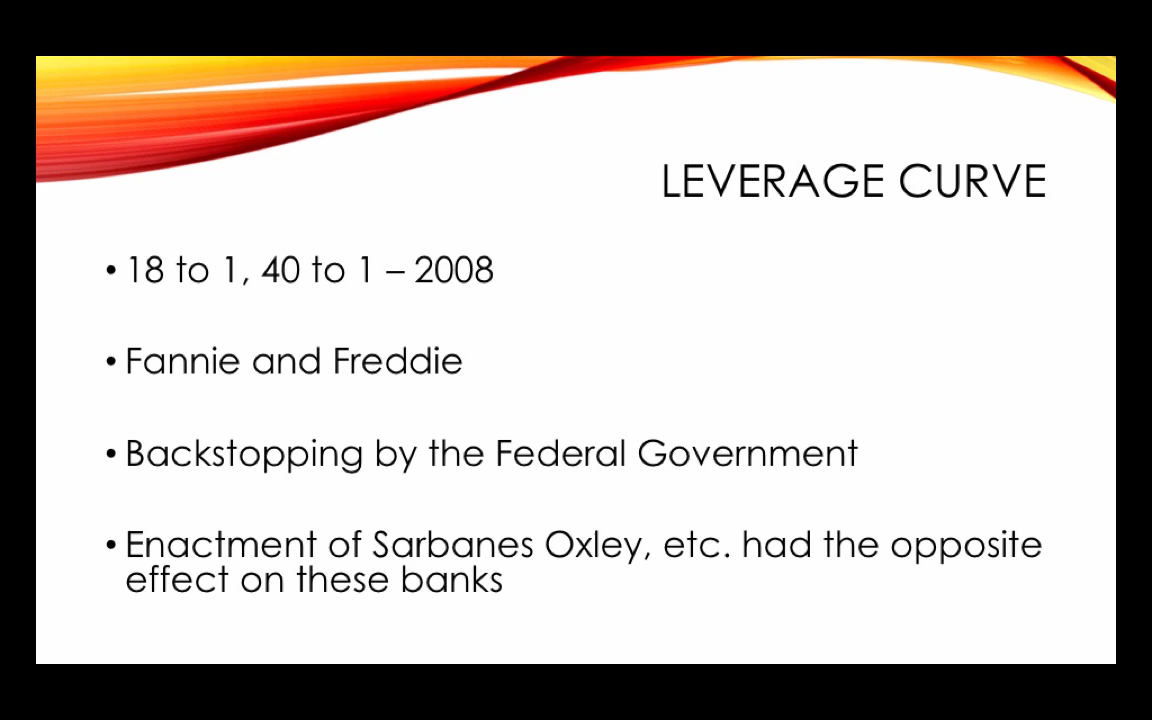 LEVERAGE CURVE
• 18 to 1, 40 to 1 – 2008
• Fannie and Freddie
• Backstopping by the Federal Government
• Enactment of Sarbanes Oxley, etc. had the opposite
effect on these banks